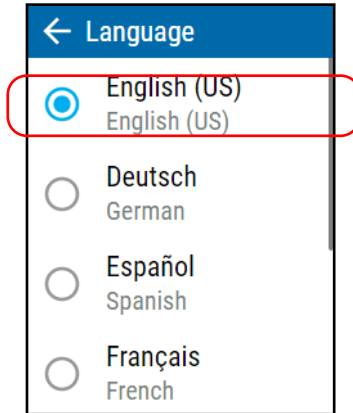 Language
English (US)
English (US)
Deutsch
German
Español
Spanish
Français
French